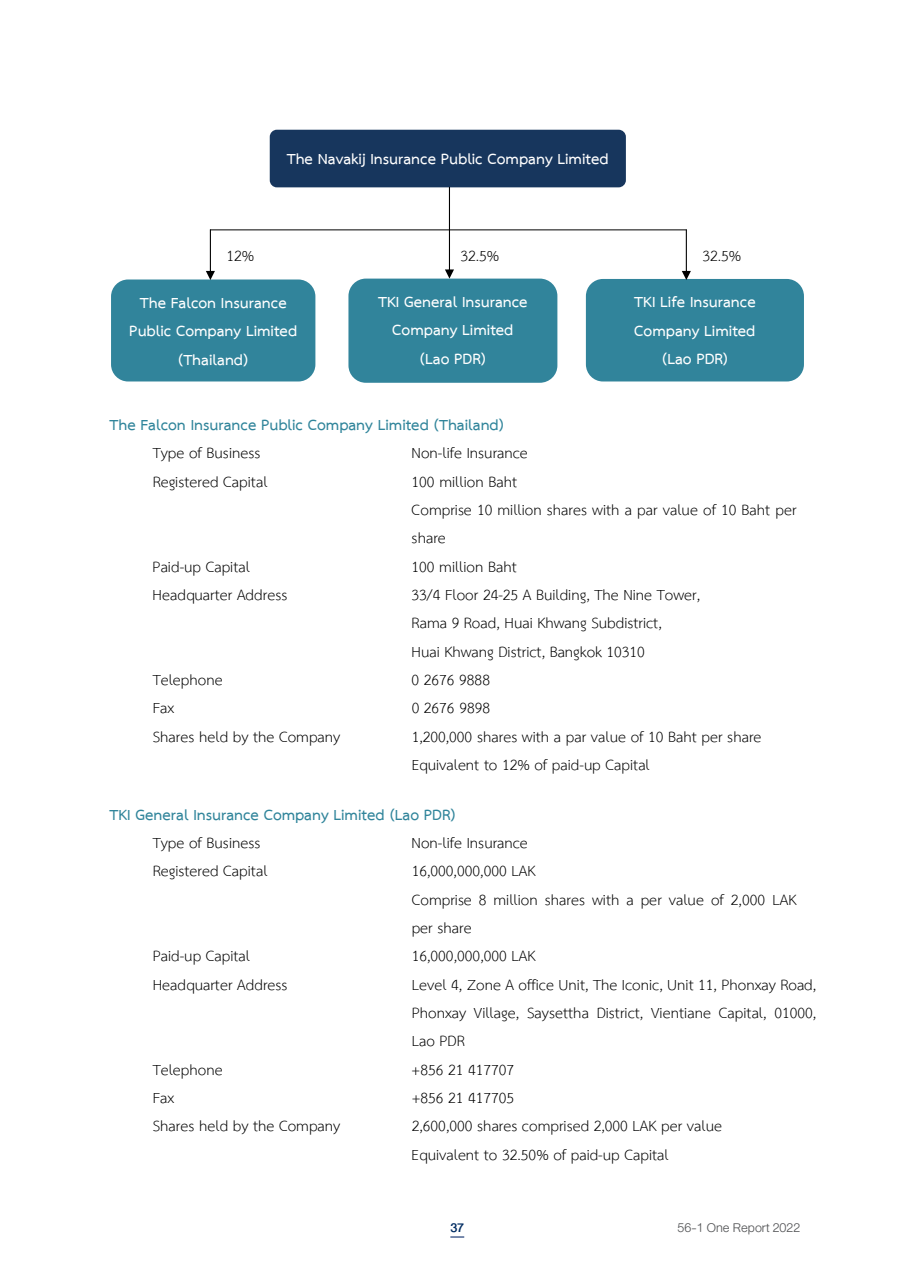 The Navakij Insurance Public Company Limited
12%
32.5%
32.5%
The Falcon Insurance
Public Company Limited
(Thailand)
TKI General Insurance
Company Limited
(Lao PDR)
TKI Life Insurance
Company Limited
(Lao PDR)
The Falcon Insurance Public Company Limited (Thailand)
Type of Business Non-life Insurance
Registered Capital 100 million Baht
Comprise 10 million shares with a par value of 10 Baht per
share
Paid-up Capital 100 million Baht
Headquarter Address 33/4 Floor 24-25 A Building, The Nine Tower,
Rama 9 Road, Huai Khwang Subdistrict,
Huai Khwang District, Bangkok 10310
Telephone 0 2676 9888
Fax 0 2676 9898
Shares held by the Company 1,200,000 shares with a par value of 10 Baht per share
Equivalent to 12% of paid-up Capital
TKI General Insurance Company Limited (Lao PDR)
Type of Business Non-life Insurance
Registered Capital 16,000,000,000 LAK
Comprise 8 million shares with a per value of 2,000 LAK
per share
Paid-up Capital 16,000,000,000 LAK
Headquarter Address Level 4, Zone A office Unit, The Iconic, Unit 11, Phonxay Road,
Phonxay Village, Saysettha District, Vientiane Capital, 01000,
Lao PDR
Telephone +856 21 417707
Fax +856 21 417705
Shares held by the Company 2,600,000 shares comprised 2,000 LAK per value
Equivalent to 32.50% of paid-up Capital
37
56-1 One Report 2022